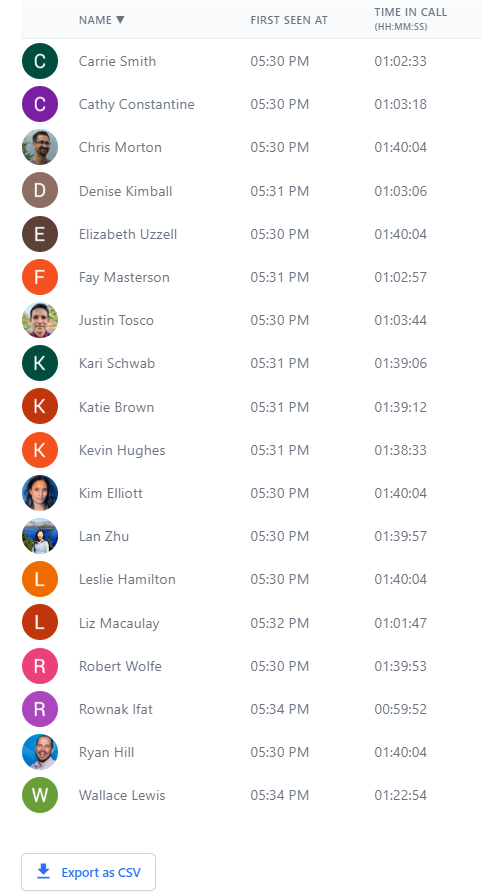 NAME ▼ FIRST SEEN AT TIME IN CALL
(HH:MM:SS)
C Carrie Smith 05:30 PM 01:02:33
C Cathy Constantine 05:30 PM 01:03:18
Chris Morton 05:30 PM 01:40:04
D Denise Kimball 05:31 PM 01:03:06
E Elizabeth Uzzell 05:30 PM 01:40:04
F Fay Masterson 05:31 PM 01:02:57
Justin Tosco 05:30 PM 01:03:44
K Kari Schwab 05:31 PM 01:39:06
K Katie Brown 05:31 PM 01:39:12
K Kevin Hughes 05:31 PM 01:38:33
Kim Elliott 05:30 PM 01:40:04
Lan Zhu 05:30 PM 01:39:57
L Leslie Hamilton 05:30 PM 01:40:04
L Liz Macaulay 05:32 PM 01:01:47
R Robert Wolfe 05:30 PM 01:39:53
R Rownak Ifat 05:34 PM 00:59:52
Ryan Hill 05:30 PM 01:40:04
W Wallace Lewis 05:34 PM 01:22:54
Export as CSV